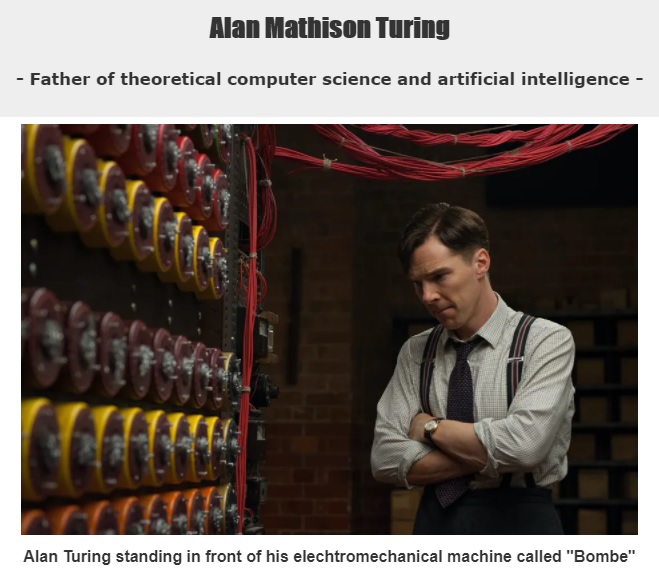 Alan Mathison Turing
- Father of theoretical computer science and artificial intelligence -
Alan Turing standing in front of his elechtromechanical machine called "Bombe"